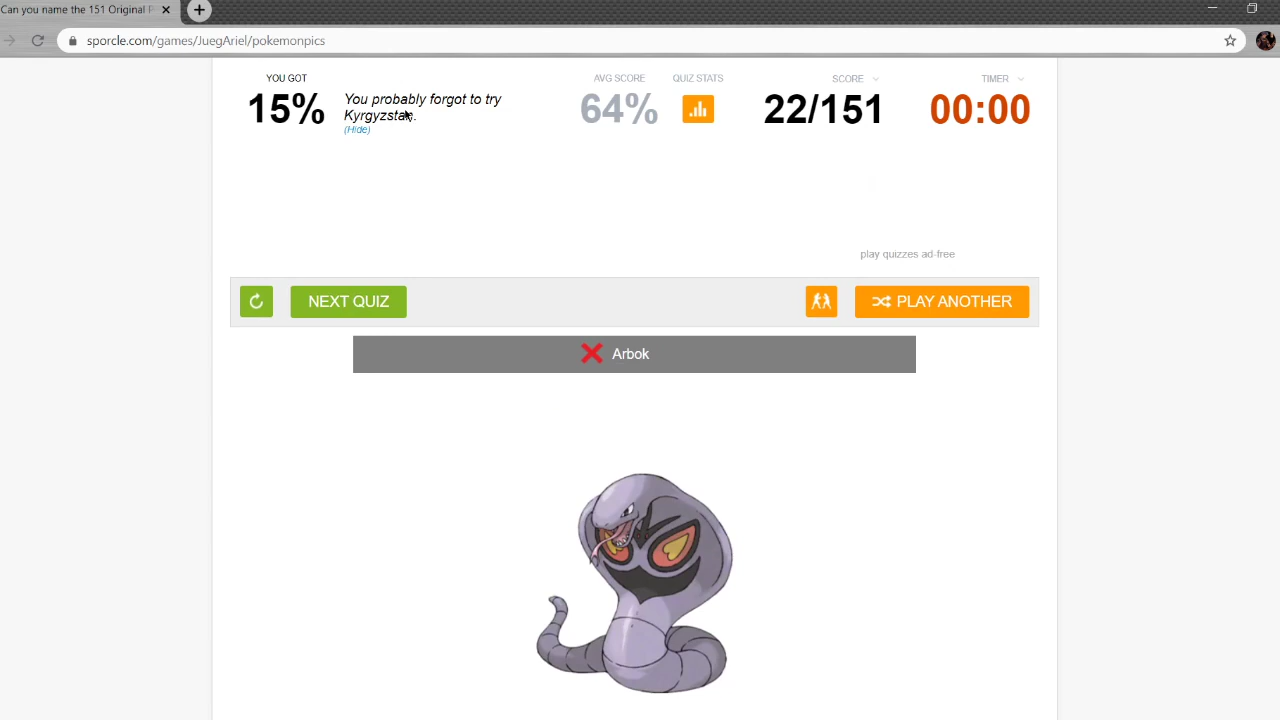 Can you name the 151 Original P
sporcle.com/games/JuegAriel/pokemonpics
YOU GOT
15%
You probably forgot to try
Kyrgyzstan.
(Hide)
AVG SCORE
64%
QUIZ STATS
SCORE
22/151
TIMER
00:00
play quizzes ad-free
NEXT QUIZ
PLAY ANOTHER
Arbok